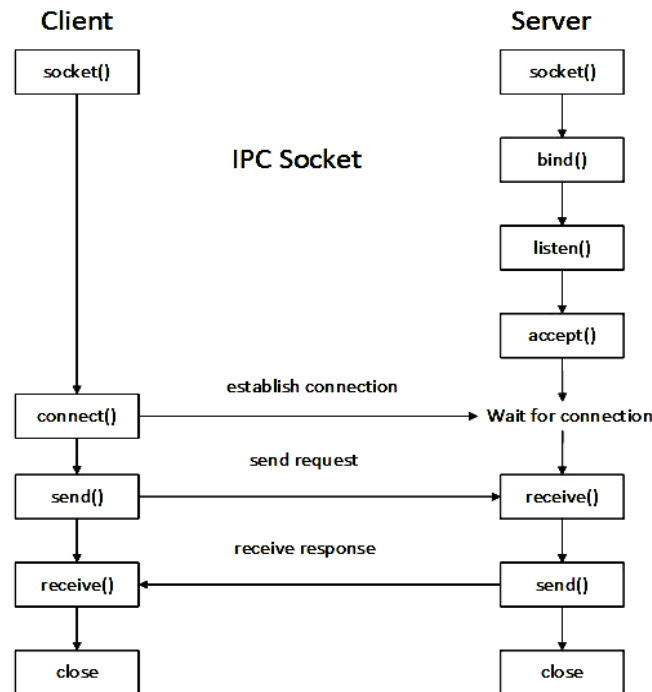 Client
Server
socket()
socket()
IPC Socket
bind()
listen()
accept()
establish connection
connect()
Wait for connection
send request
send()
receive()
receive response
receive()
send()
close
close